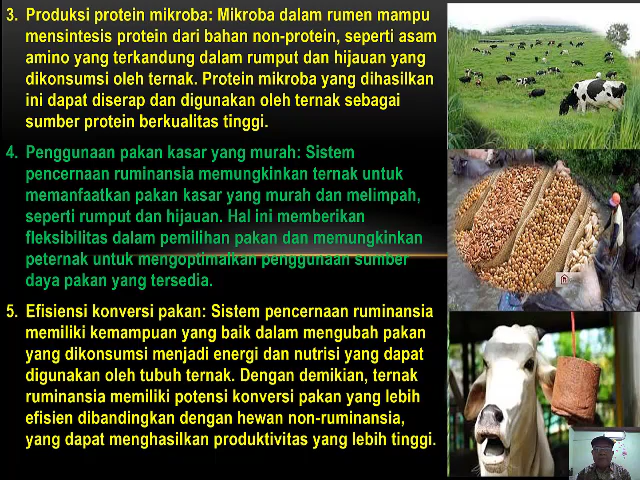 3. Produksi protein mikroba: Mikroba dalam rumen mampu
mensintesis protein dari bahan non-protein, seperti asam
amino yang terkandung dalam rumput dan hijauan yang
dikonsumsi oleh ternak. Protein mikroba yang dihasilkan
ini dapat diserap dan digunakan oleh ternak sebagai
sumber protein berkualitas tinggi.
4. Penggunaan pakan kasar yang murah: Sistem
pencernaan ruminansia memungkinkan ternak untuk
memanfaatkan pakan kasar yang murah dan melimpah,
seperti rumput dan hijauan. Hal ini memberikan
fleksibilitas dalam pemilihan pakan dan memungkinkan
peternak untuk mengoptimalkan penggunaan sumber
daya pakan yang tersedia.
5. Efisiensi konversi pakan: Sistem pencernaan ruminansia
memiliki kemampuan yang baik dalam mengubah pakan
yang dikonsumsi menjadi energi dan nutrisi yang dapat
digunakan oleh tubuh ternak. Dengan demikian, ternak
ruminansia memiliki potensi konversi pakan yang lebih
efisien dibandingkan dengan hewan non-ruminansia,
yang dapat menghasilkan produktivitas yang lebih tinggi.